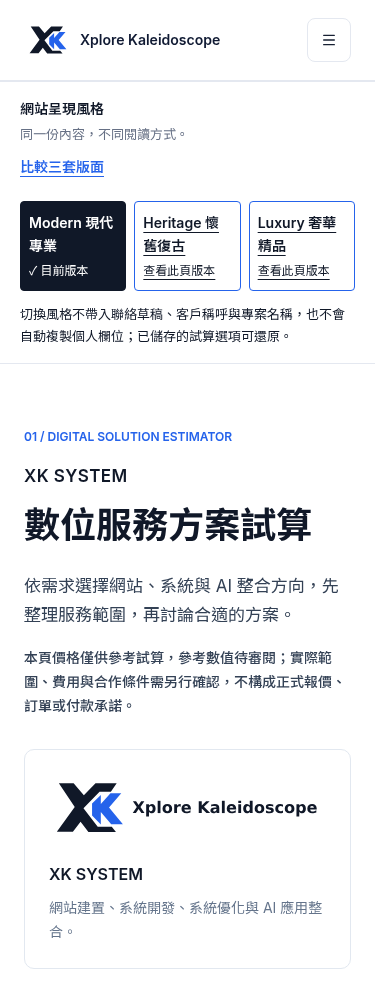 Xplore Kaleidoscope
網站呈現風格
同一份內容，不同閱讀方式。
比較三套版面
Modern 現代
專業
✓ 目前版本
Heritage 懷
舊復古
查看此頁版本
Luxury 奢華
精品
查看此頁版本
切換風格不帶入聯絡草稿、客戶稱呼與專案名稱，也不會
自動複製個人欄位；已儲存的試算選項可還原。
01 / DIGITAL SOLUTION ESTIMATOR
XK SYSTEM
數位服務方案試算
依需求選擇網站、系統與 AI 整合方向，先
整理服務範圍，再討論合適的方案。
本頁價格僅供參考試算，參考數值待審閱；實際範
圍、費用與合作條件需另行確認，不構成正式報價、
訂單或付款承諾。
Xplore Kaleidoscope
XK SYSTEM
網站建置、系統開發、系統優化與 AI 應用整
合。